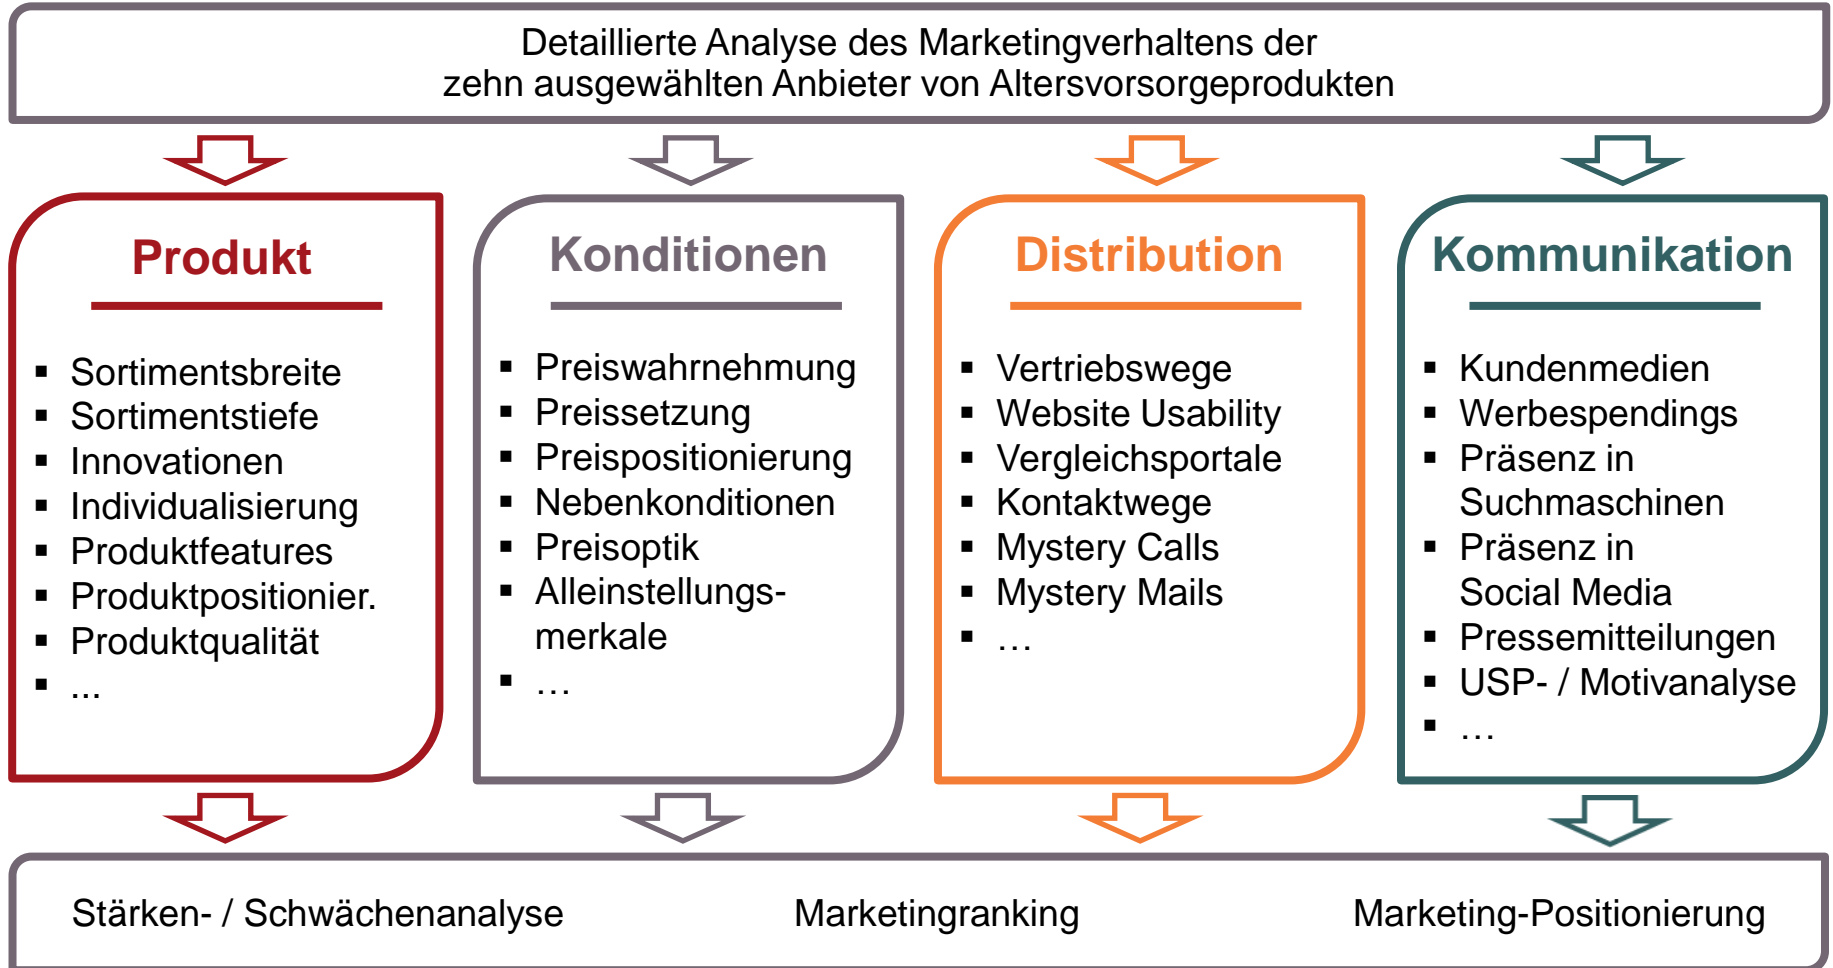 Detaillierte Analyse des Marketingverhaltens der
zehn ausgewählten Anbieter von Altersvorsorgeprodukten
Produkt
▪ Sortimentsbreite
▪ Sortimentstiefe
▪ Innovationen
▪ Individualisierung
▪ Produktfeatures
▪ Produktpositionier.
▪ Produktqualität
▪ ...
Konditionen
▪ Preiswahrnehmung
▪ Preissetzung
▪ Preispositionierung
▪ Nebenkonditionen
▪ Preisoptik
▪ Alleinstellungs-
merkale
▪ …
Distribution
▪ Vertriebswege
▪ Website Usability
▪ Vergleichsportale
▪ Kontaktwege
▪ Mystery Calls
▪ Mystery Mails
▪ …
Kommunikation
▪ Kundenmedien
▪ Werbespendings
▪ Präsenz in
Suchmaschinen
▪ Präsenz in
Social Media
▪ Pressemitteilungen
▪ USP- / Motivanalyse
▪ …
Stärken- / Schwächenanalyse
Marketingranking
Marketing-Positionierung